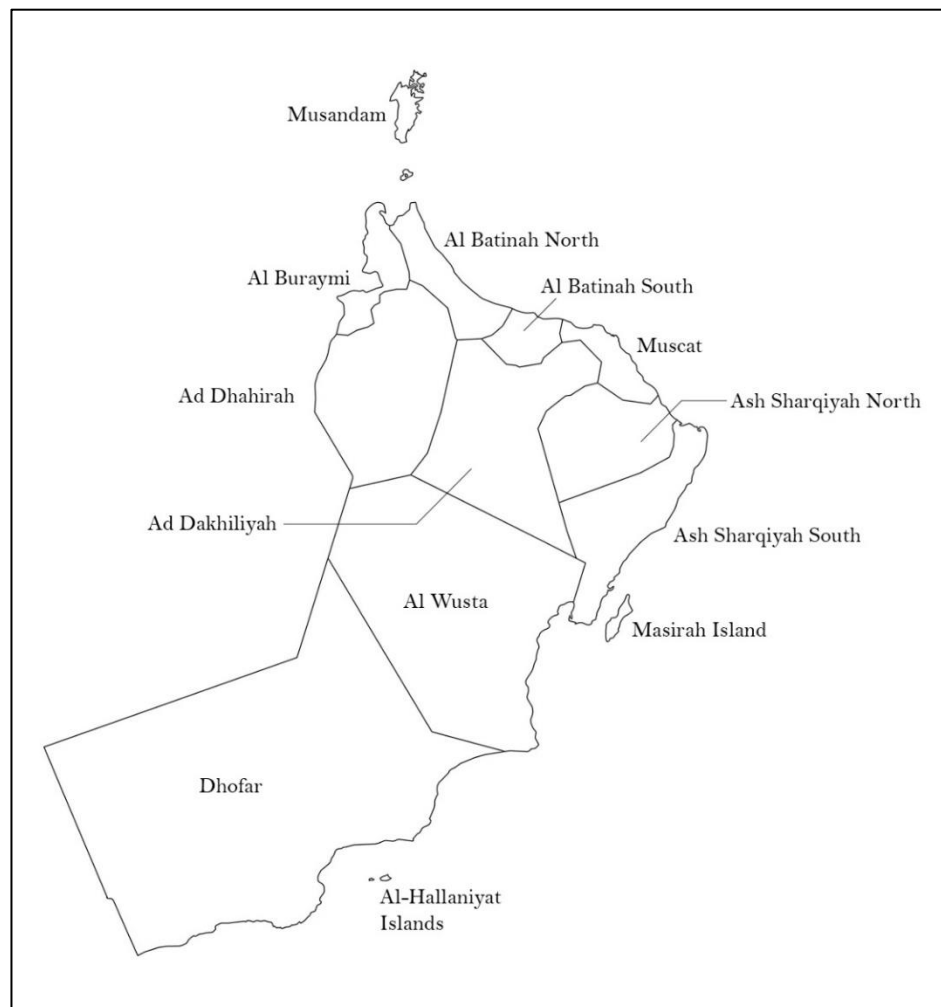 Musandam
Al Batinah North
Al Buraymi
Al Batinah South
Muscat
Ad Dhahirah
Ash Sharqiyah North
Ad Dakhiliyah
Ash Sharqiyah South
Al Wusta
Masirah Island
Dhofar
Al-Hallaniyat
Islands